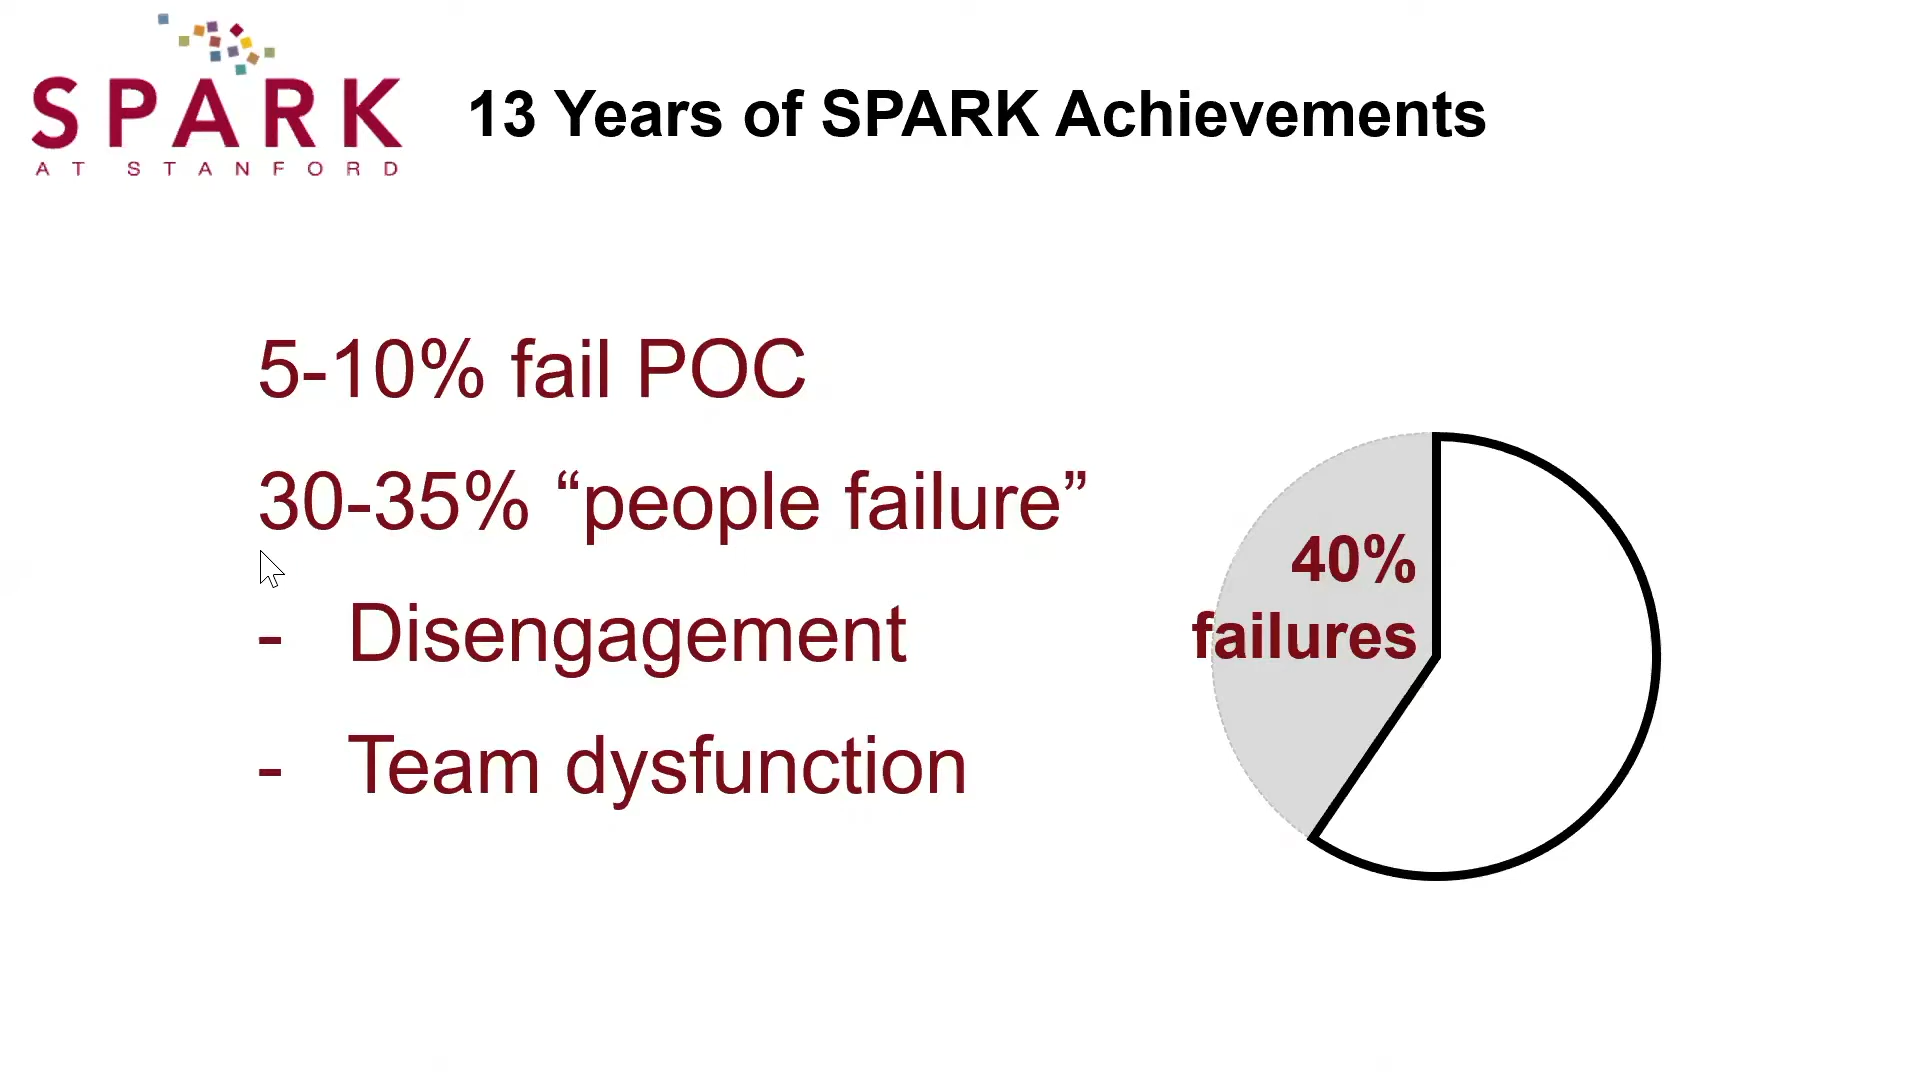 SPARK
AT STANFORD
13 Years of SPARK Achievements
5-10% fail POC
30-35% “people failure”
- Disengagement
- Team dysfunction
40%
failures